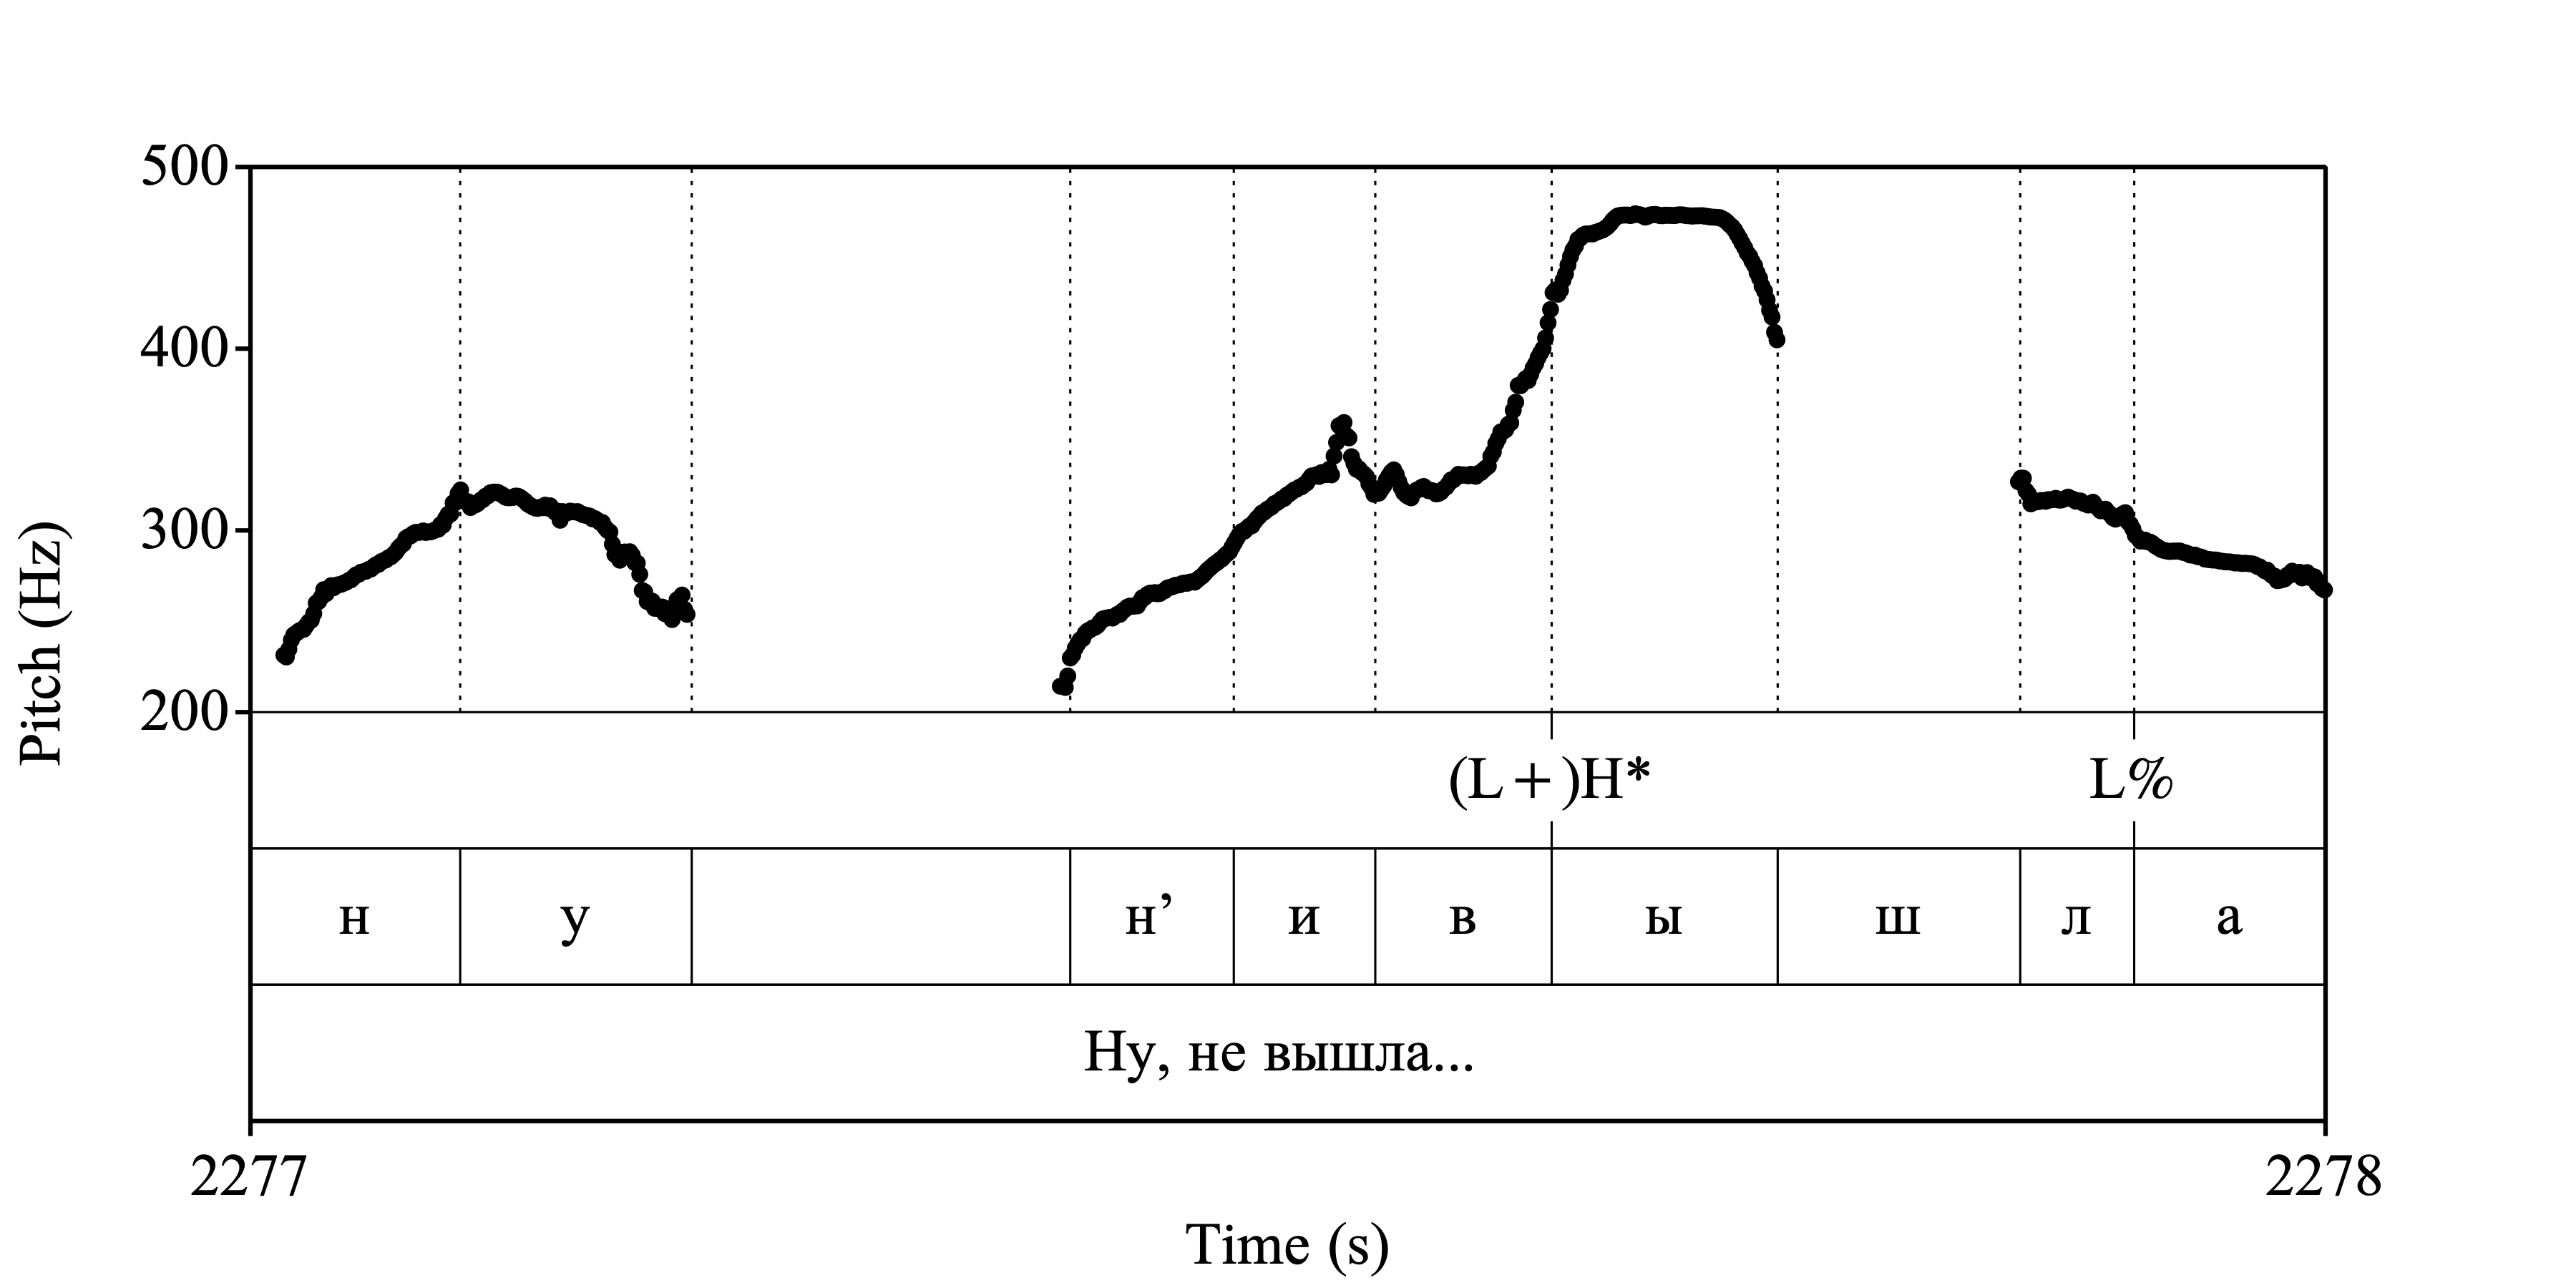 500
400
300
200
Pitch (Hz)
(L+)H* L%
н у н’ и в ы ш л а
Ну, не вышла...
2277 2278
Time (s)